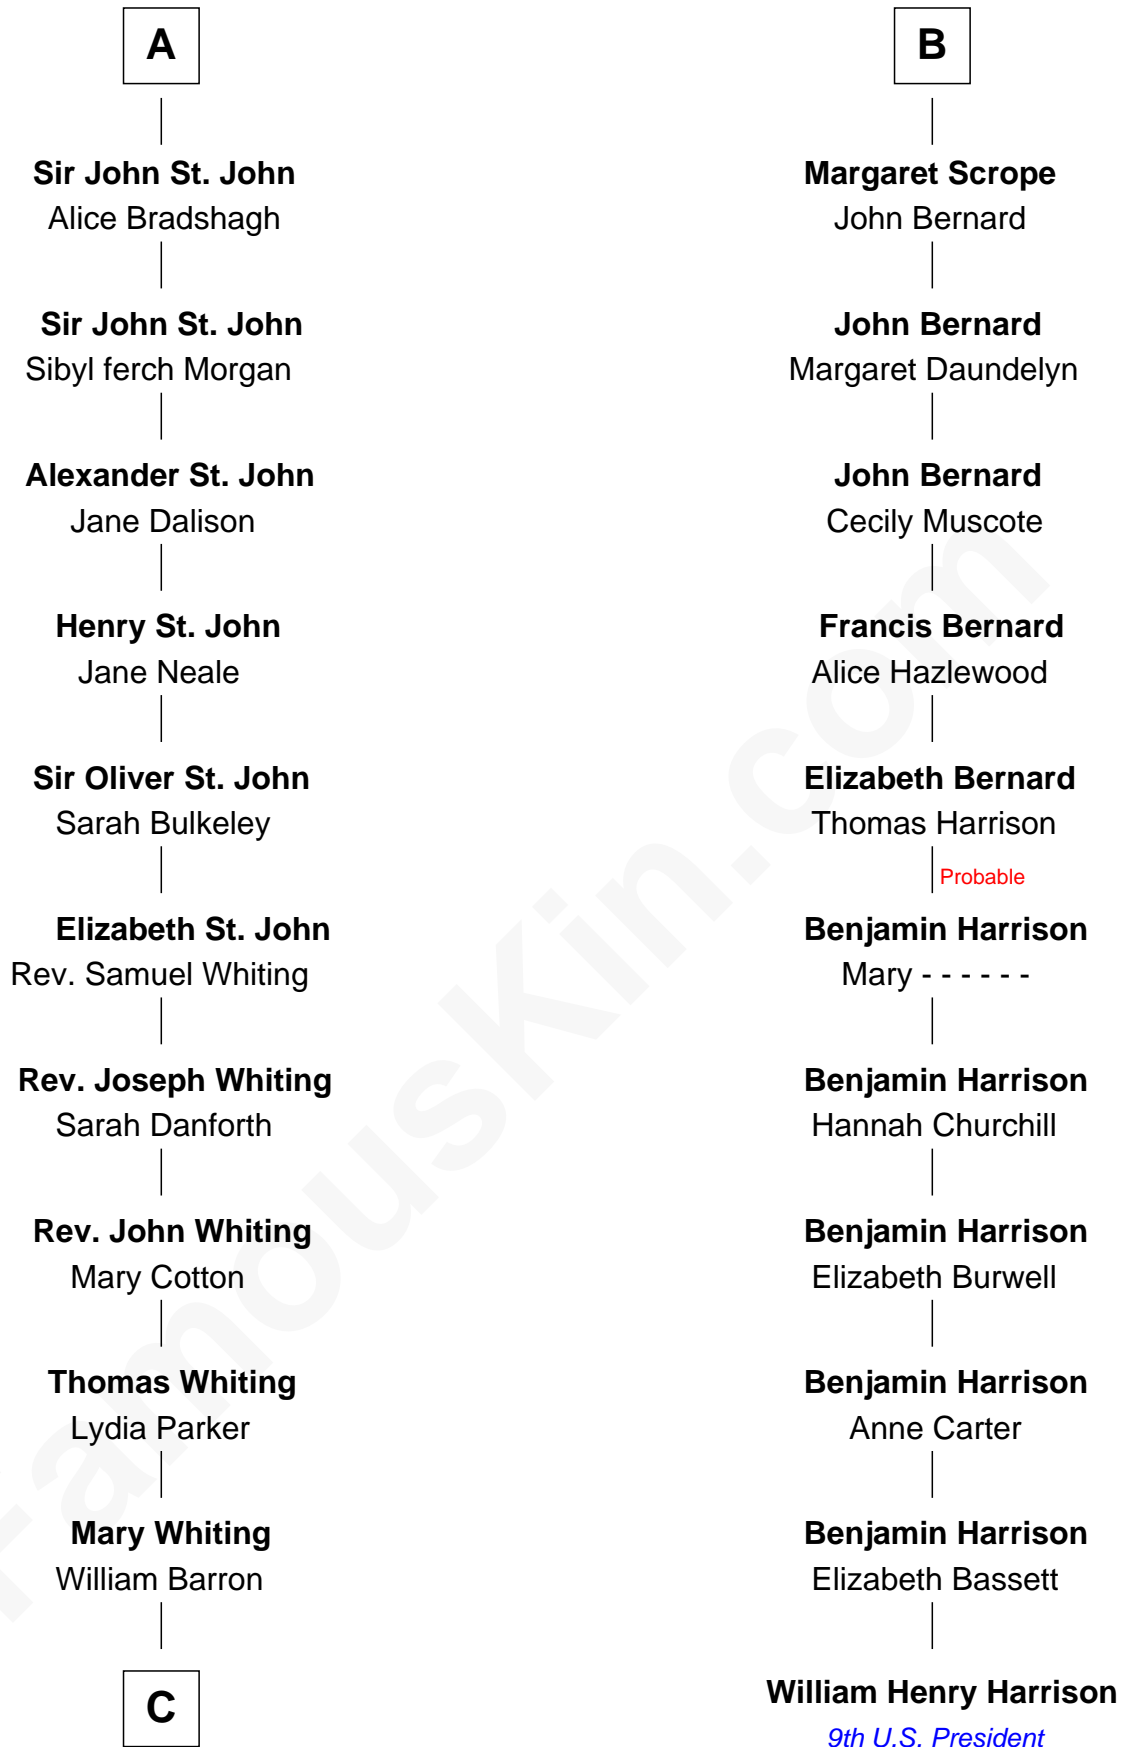 A
Sir John St. John
Alice Bradshagh
Sir John St. John
Sibyl ferch Morgan
Alexander St. John
Jane Dalison
Henry St. John
Jane Neale
Sir Oliver St. John
Sarah Bulkeley
Elizabeth St. John
Rev. Samuel Whiting
Rev. Joseph Whiting
Sarah Danforth
Rev. John Whiting
Mary Cotton
Thomas Whiting
Lydia Parker
Mary Whiting
William Barron
C
B
Margaret Scrope
John Bernard
John Bernard
Margaret Daundelyn
John Bernard
Cecily Muscote
Francis Bernard
Alice Hazlewood
Elizabeth Bernard
Thomas Harrison
Probable
Benjamin Harrison
Mary - - - - - -
Benjamin Harrison
Hannah Churchill
Benjamin Harrison
Elizabeth Burwell
Benjamin Harrison
Anne Carter
Benjamin Harrison
Elizabeth Bassett
William Henry Harrison
9th U.S. President
FamousKin.com